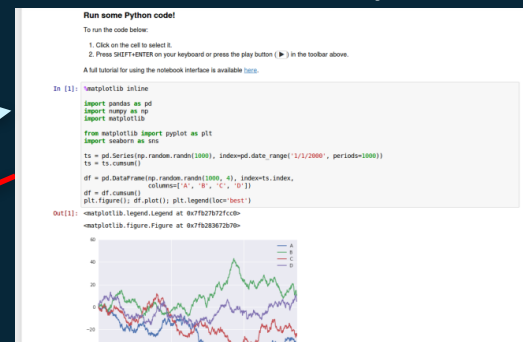 Run some Python code!
To run the code below:
1. Click on the cell to select it.
2. Press SHIFT+ENTER on your keyboard or press the play button (▶) in the toolbar above.
A full tutorial for using the notebook interface is available here.
In [1]: %matplotlib inline
import pandas as pd
import numpy as np
import matplotlib
from matplotlib import pyplot as plt
import seaborn as sns
ts = pd.Series(np.random.randn(1000), index=pd.date_range('1/1/2000', periods=1000))
ts = ts.cumsum()
df = pd.DataFrame(np.random.randn(1000, 4), index=ts.index,
columns=['A', 'B', 'C', 'D'])
df = df.cumsum()
plt.figure(); df.plot(); plt.legend(loc='best')
Out[1]: <matplotlib.legend.Legend at 0x7fb27b72fcc0>
<matplotlib.figure.Figure at 0x7fb283672b70>
60
40
20
0
-20
A
B
C
D